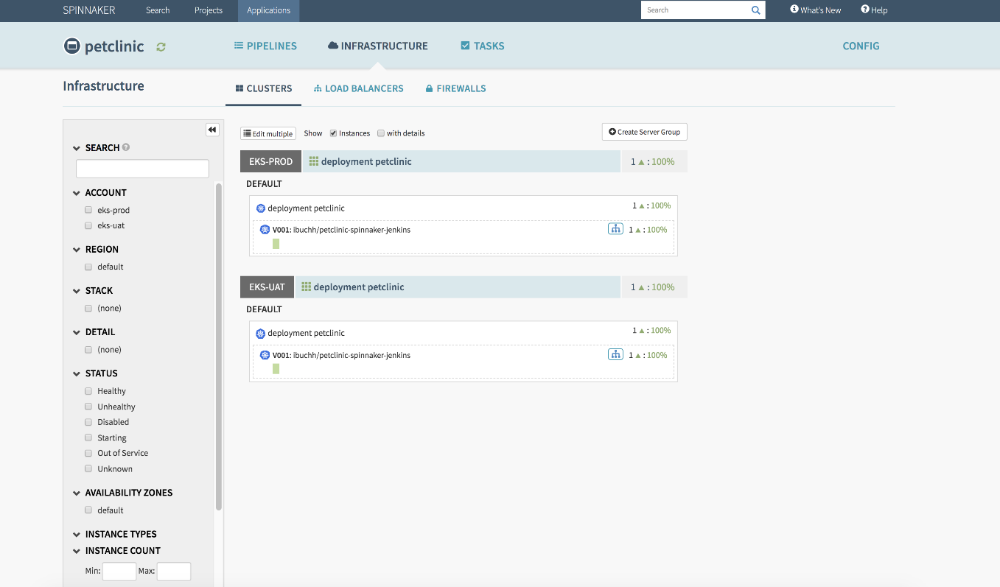 SPINNAKER Search Projects Applications Search What's New Help
petclinic PIPELINES INFRASTRUCTURE TASKS CONFIG
Infrastructure CLUSTERS LOAD BALANCERS FIREWALLS
SEARCH
ACCOUNT
eks-prod
eks-uat
REGION
default
STACK
(none)
DETAIL
(none)
STATUS
Healthy
Unhealthy
Disabled
Starting
Out of Service
Unknown
AVAILABILITY ZONES
default
INSTANCE TYPES
INSTANCE COUNT
Min: Max:
Edit multiple Show Instances with details Create Server Group
EKS-PROD deployment petclinic 1 ▲ : 100%
DEFAULT
deployment petclinic 1 ▲ : 100%
V001: ibuchh/petclinic-spinnaker-jenkins 1 ▲ : 100%
EKS-UAT deployment petclinic 1 ▲ : 100%
DEFAULT
deployment petclinic 1 ▲ : 100%
V001: ibuchh/petclinic-spinnaker-jenkins 1 ▲ : 100%